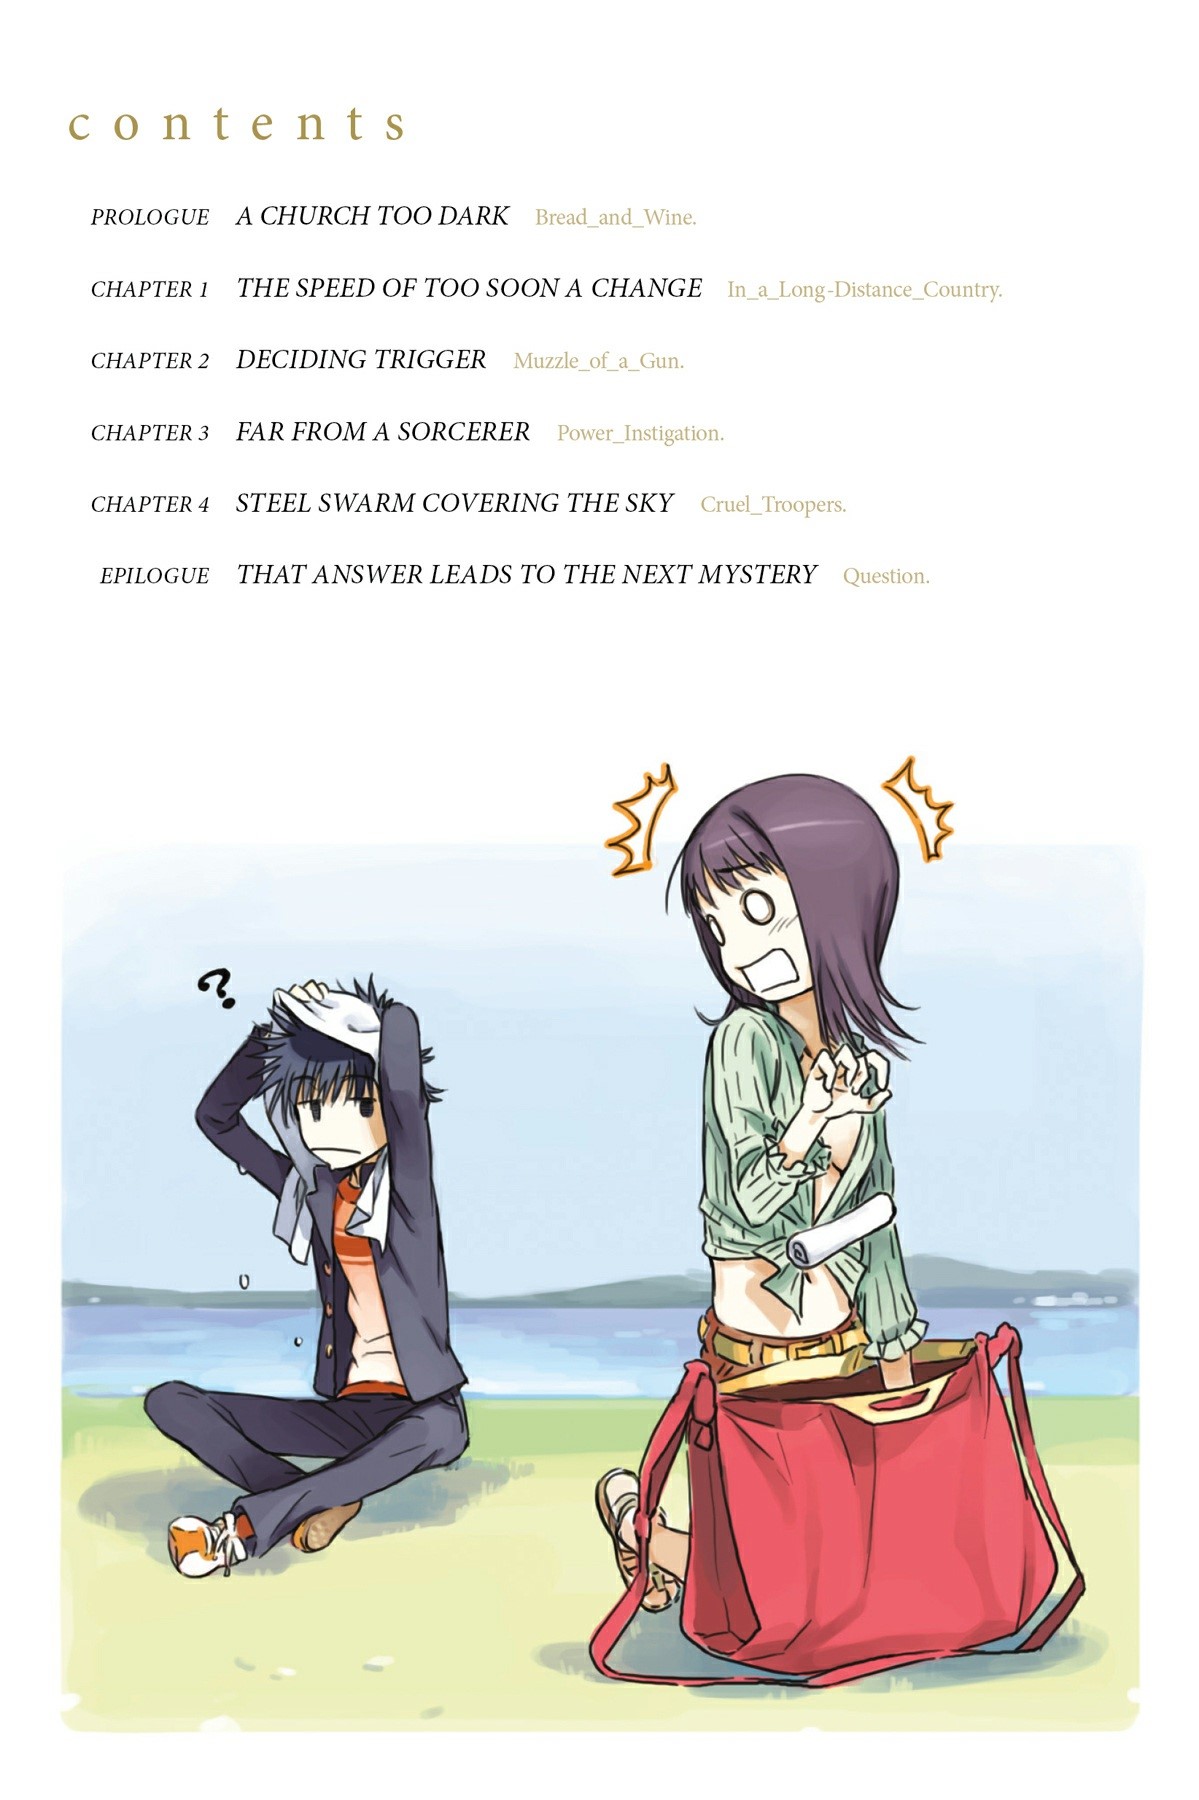 contents
PROLOGUE A CHURCH TOO DARK Bread_and_Wine.
CHAPTER 1 THE SPEED OF TOO SOON A CHANGE In_a_Long-Distance_Country.
CHAPTER 2 DECIDING TRIGGER Muzzle_of_a_Gun.
CHAPTER 3 FAR FROM A SORCERER Power_Instigation.
CHAPTER 4 STEEL SWARM COVERING THE SKY Cruel_Troopers.
EPILOGUE THAT ANSWER LEADS TO THE NEXT MYSTERY Question.
?